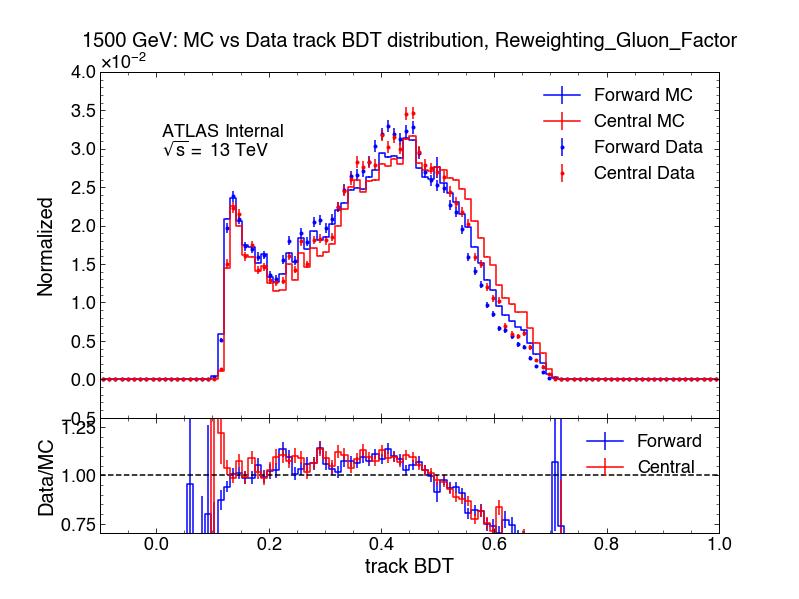 1500 GeV: MC vs Data track BDT distribution, Reweighting_Gluon_Factor
×10⁻²
4.0
3.5
3.0
2.5
2.0
1.5
1.0
0.5
0.0
-0.5
Normalized
ATLAS Internal
√s = 13 TeV
Forward MC
Central MC
Forward Data
Central Data
1.25
1.00
0.75
Data/MC
Forward
Central
0.0 0.2 0.4 0.6 0.8 1.0
track BDT